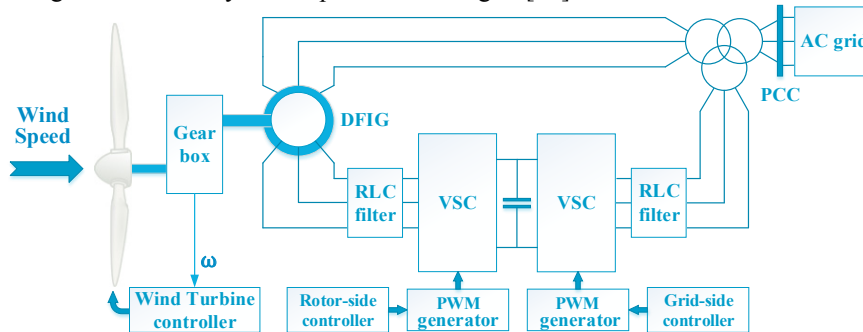 Wind
Speed
Gear
box
DFIG
RLC
filter
VSC
VSC
RLC
filter
PCC
AC grid
ω
Wind Turbine
controller
Rotor-side
controller
PWM
generator
PWM
generator
Grid-side
controller